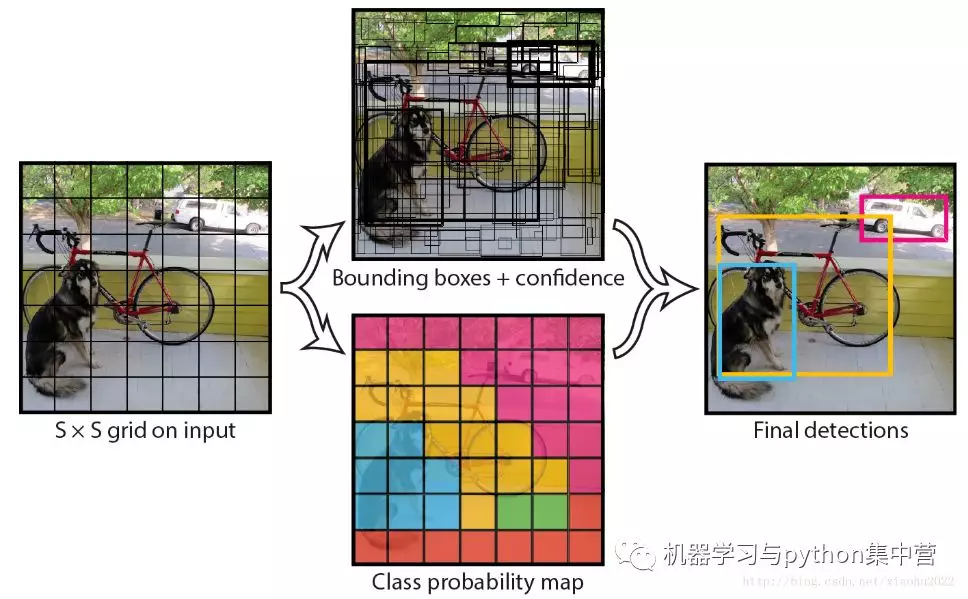 Bounding boxes + confidence
S × S grid on input
Final detections
Class probability map
机器学习与python集中营
http://blog.csdn.net/xiaohu2022